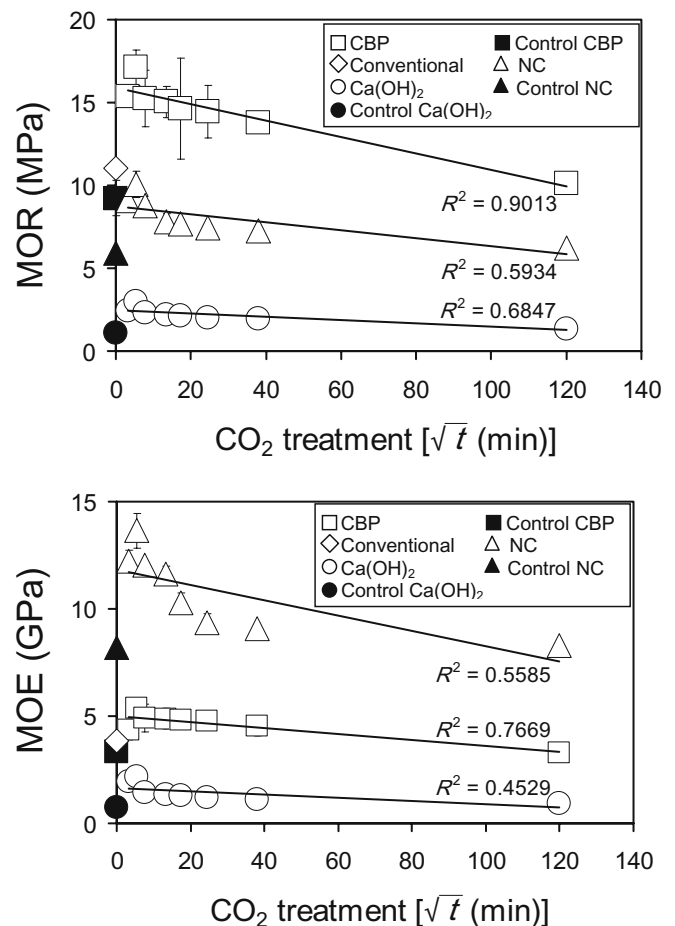 20
15
10
5
0
MOR (MPa)
CBP
Control CBP
Conventional
NC
Ca(OH)₂
Control NC
Control Ca(OH)₂
R² = 0.9013
R² = 0.5934
R² = 0.6847
0 20 40 60 80 100 120 140
CO₂ treatment [√t (min)]
15
10
5
0
MOE (GPa)
CBP
Control CBP
Conventional
NC
Ca(OH)₂
Control NC
Control Ca(OH)₂
R² = 0.5585
R² = 0.7669
R² = 0.4529
0 20 40 60 80 100 120 140
CO₂ treatment [√t (min)]